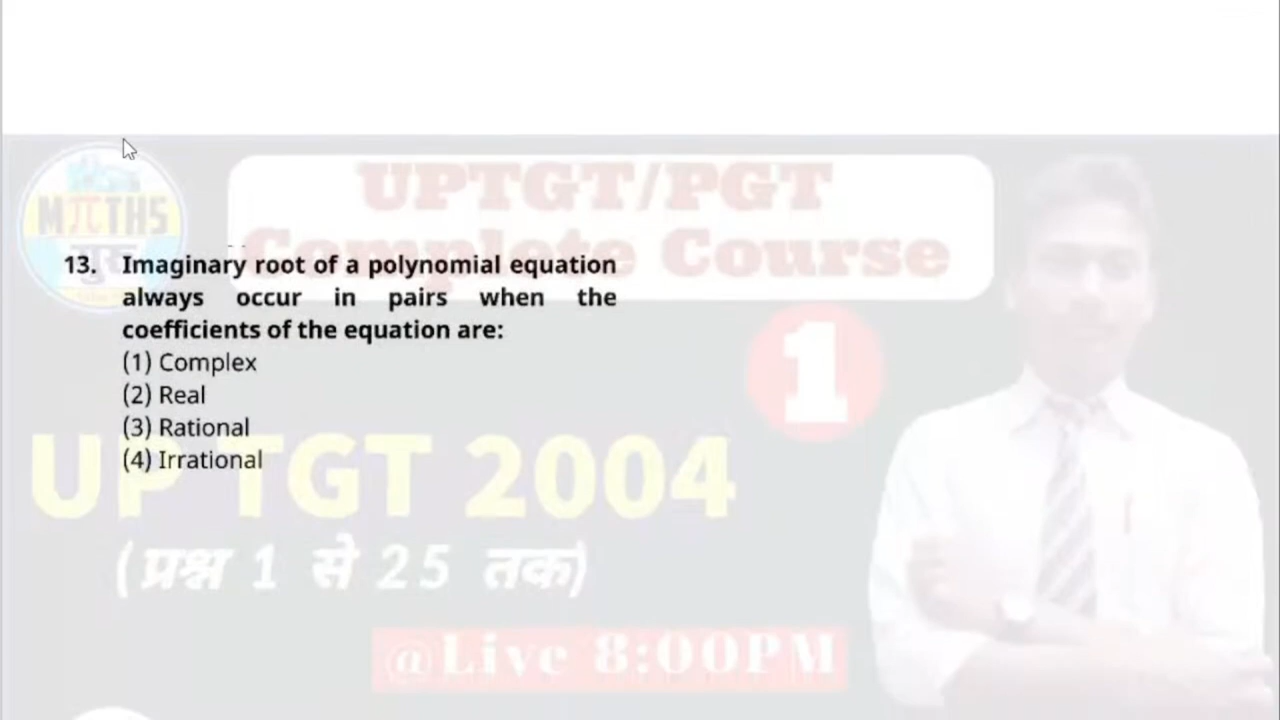 MπTHS
गुरु
UPTGT/PGT
Complete Course
13. Imaginary root of a polynomial equation
always occur in pairs when the
coefficients of the equation are:
(1) Complex
(2) Real
(3) Rational
(4) Irrational
1
UP TGT 2004
(प्रश्न 1 से 25 तक)
@Live 8:00PM